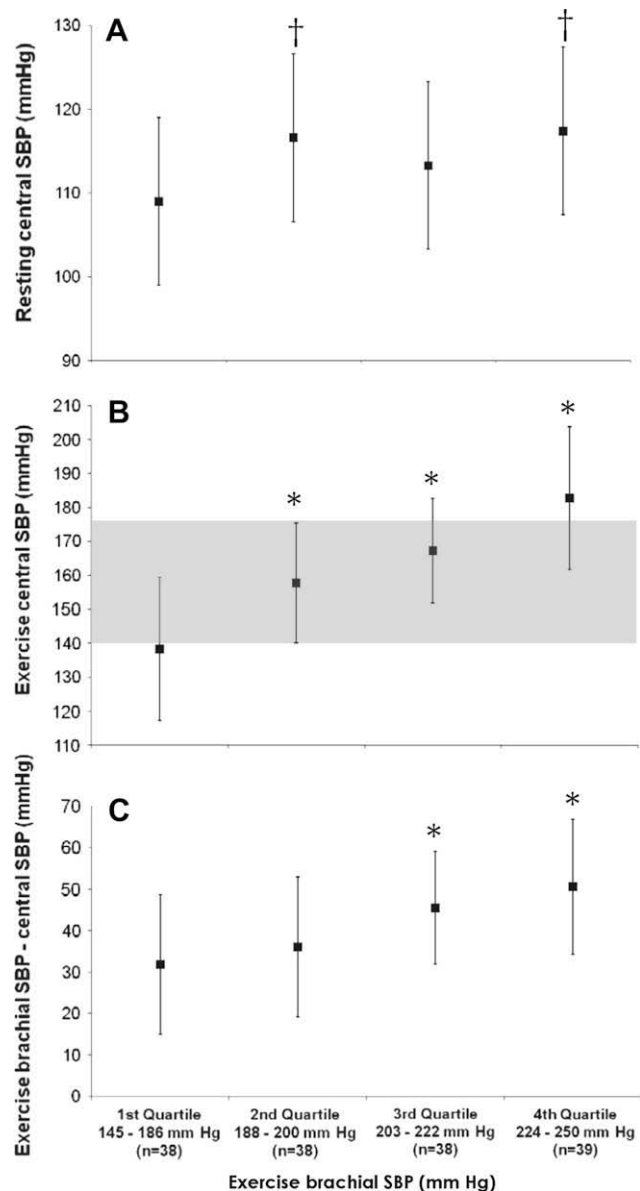 A
Resting central SBP (mmHg)
130
120
110
100
90
†
†
B
Exercise central SBP (mmHg)
210
200
190
180
170
160
150
140
130
120
110
*
*
*
C
Exercise brachial SBP - central SBP (mmHg)
70
60
50
40
30
20
10
0
*
*
1st Quartile
145 - 186 mm Hg
(n=38)
2nd Quartile
188 - 200 mm Hg
(n=38)
3rd Quartile
203 - 222 mm Hg
(n=38)
4th Quartile
224 - 250 mm Hg
(n=39)
Exercise brachial SBP (mm Hg)